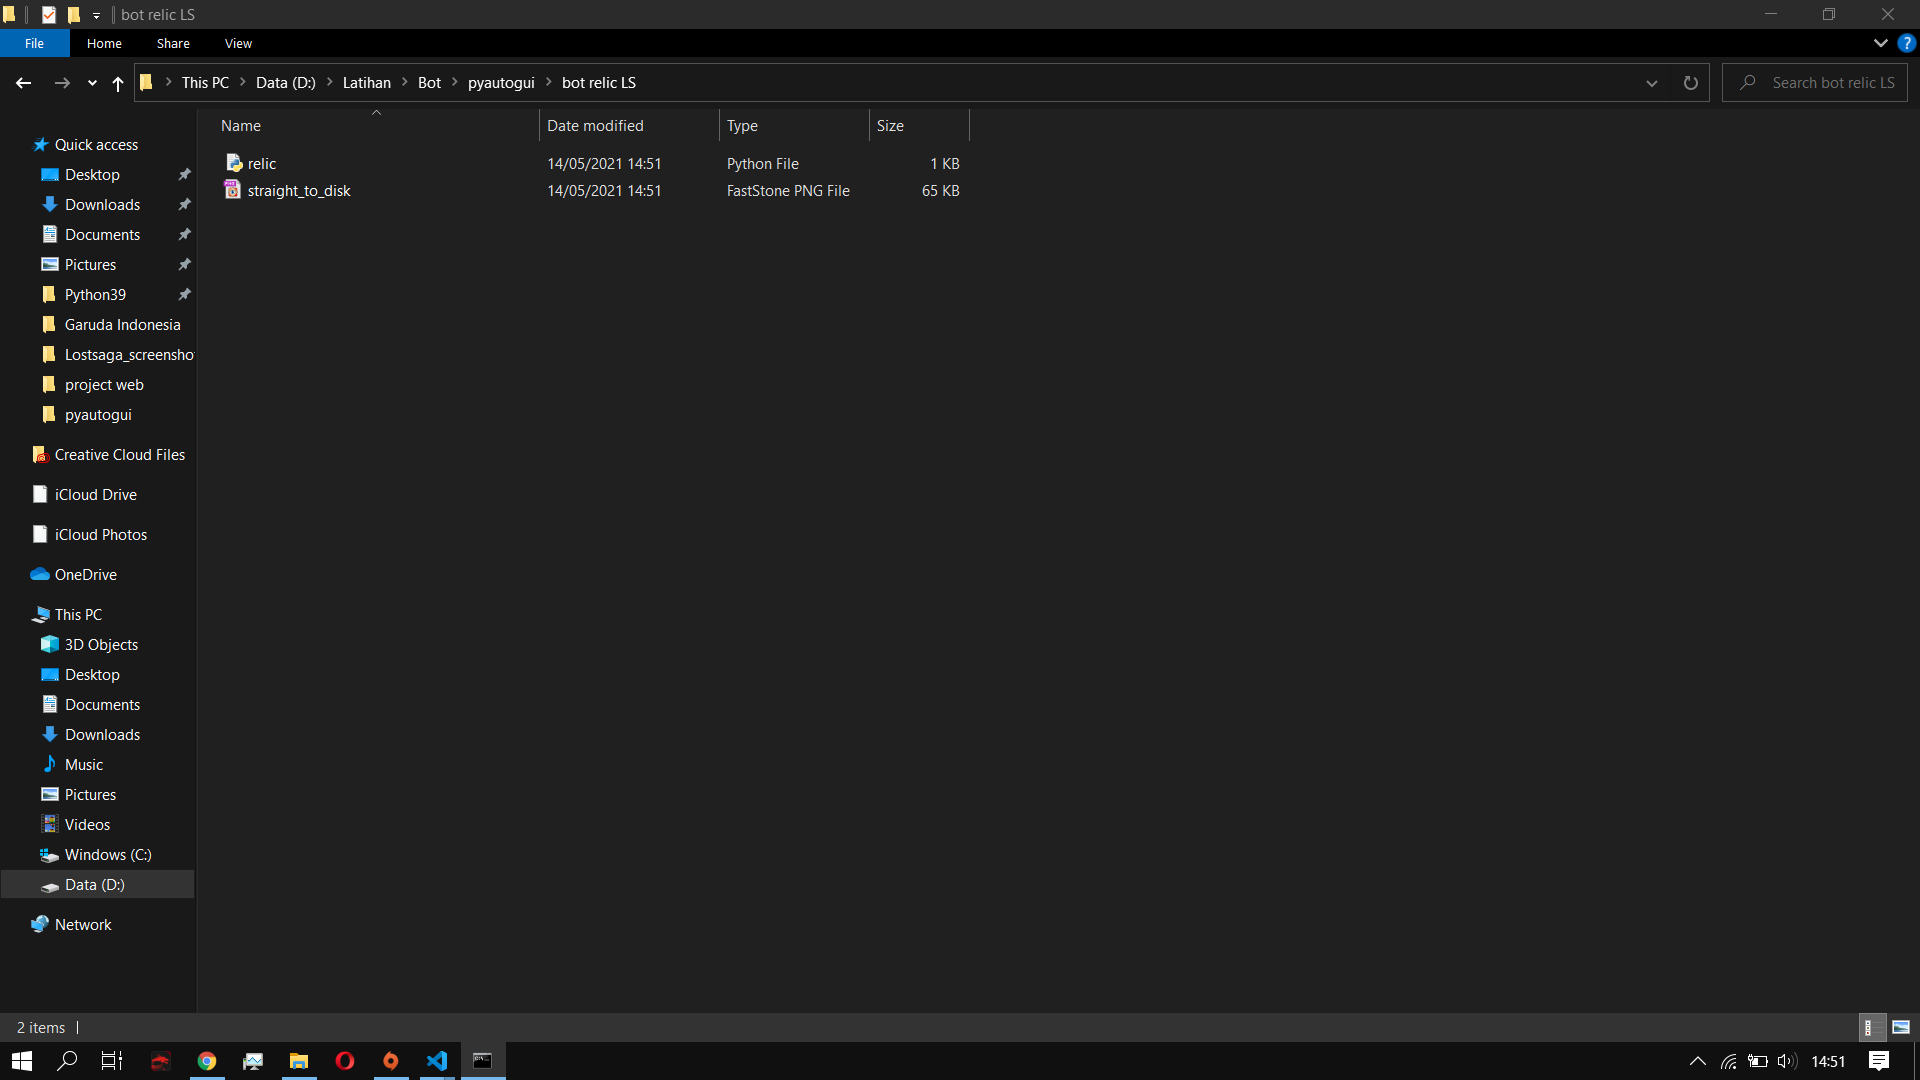 bot relic LS
File Home Share View
This PC Data (D:) Latihan Bot pyautogui bot relic LS Search bot relic LS
Name Date modified Type Size
relic 14/05/2021 14:51 Python File 1 KB
straight_to_disk 14/05/2021 14:51 FastStone PNG File 65 KB
Quick access
Desktop
Downloads
Documents
Pictures
Python39
Garuda Indonesia
Lostsaga_screensho
project web
pyautogui
Creative Cloud Files
iCloud Drive
iCloud Photos
OneDrive
This PC
3D Objects
Desktop
Documents
Downloads
Music
Pictures
Videos
Windows (C:)
Data (D:)
Network
2 items
14:51